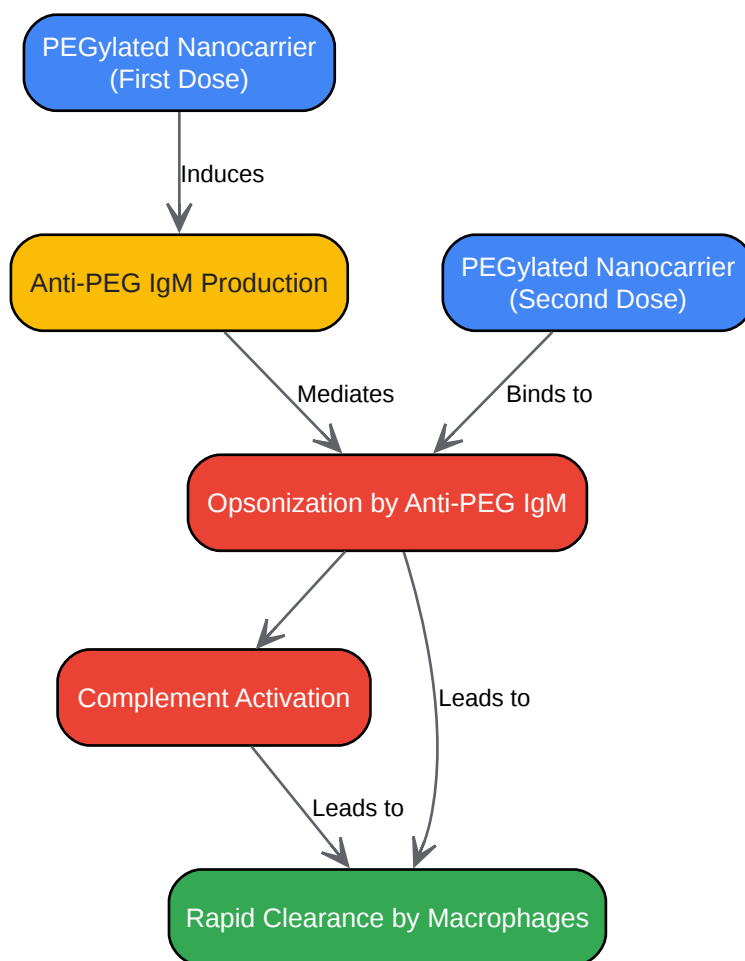 PEGylated Nanocarrier
(First Dose)
Induces
Anti-PEG IgM Production
PEGylated Nanocarrier
(Second Dose)
Mediates
Binds to
Opsonization by Anti-PEG IgM
Complement Activation
Leads to
Leads to
Rapid Clearance by Macrophages